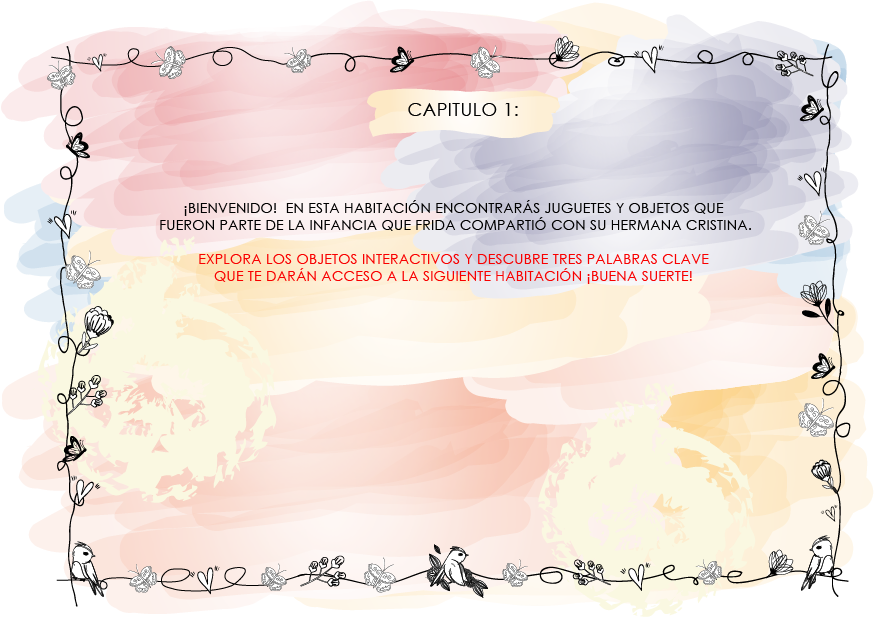 CAPITULO 1:
¡BIENVENIDO! EN ESTA HABITACIÓN ENCONTRARÁS JUGUETES Y OBJETOS QUE
FUERON PARTE DE LA INFANCIA QUE FRIDA COMPARTIÓ CON SU HERMANA CRISTINA.
EXPLORA LOS OBJETOS INTERACTIVOS Y DESCUBRE TRES PALABRAS CLAVE
QUE TE DARÁN ACCESO A LA SIGUIENTE HABITACIÓN ¡BUENA SUERTE!